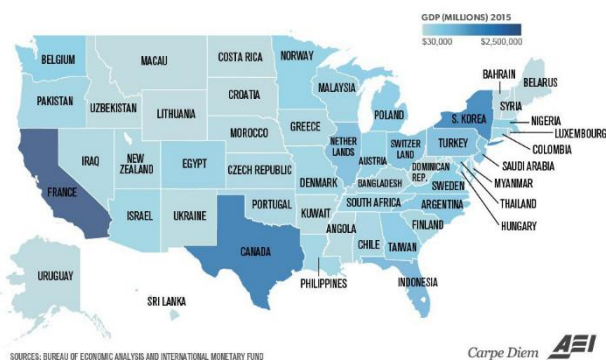 GDP (MILLIONS) 2015
$30,000 $2,500,000
BELGIUM
MACAU
COSTA RICA
NORWAY
BAHRAIN
BELARUS
PAKISTAN
UZBEKISTAN
LITHUANIA
CROATIA
MALAYSIA
POLAND
S. KOREA
SYRIA
NIGERIA
LUXEMBOURG
COLOMBIA
IRAQ
NEW
ZEALAND
EGYPT
MOROCCO
GREECE
NETHER
LANDS
AUSTRIA
SWITZER
LAND
TURKEY
SAUDI ARABIA
FRANCE
CZECH REPUBLIC
DENMARK
BANGLADESH
DOMINICAN
REP.
SWEDEN
MYANMAR
THAILAND
HUNGARY
ISRAEL
UKRAINE
PORTUGAL
KUWAIT
SOUTH AFRICA
ARGENTINA
CANADA
ANGOLA
CHILE
TAIWAN
FINLAND
URUGUAY
SRI LANKA
PHILIPPINES
INDONESIA
SOURCES: BUREAU OF ECONOMIC ANALYSIS AND INTERNATIONAL MONETARY FUND
Carpe Diem AEI